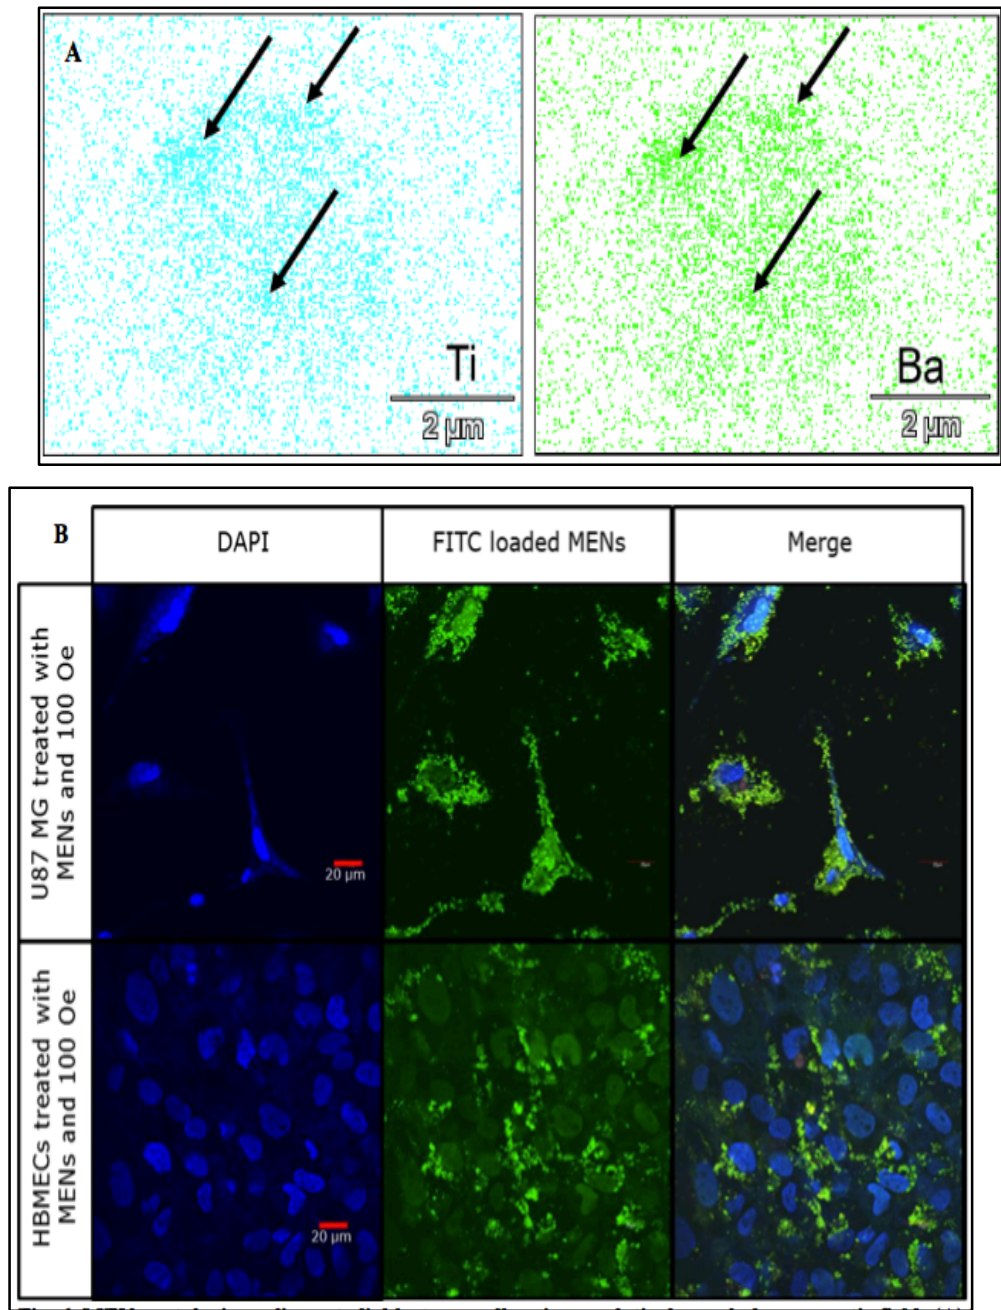 A
Ti
2 µm
Ba
2 µm
B
DAPI
FITC loaded MENs
Merge
U87 MG treated with
MENs and 100 Oe
20 µm
HBMECs treated with
MENs and 100 Oe
20 µm